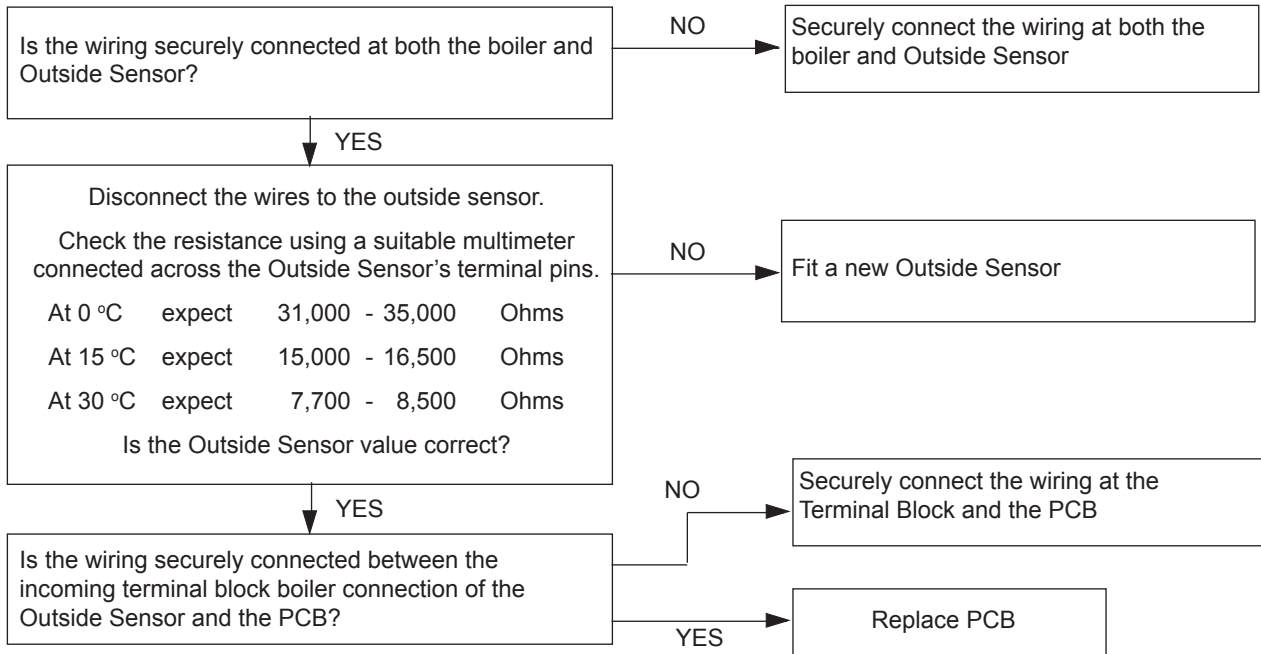 Is the wiring securely connected at both the boiler and
Outside Sensor?
NO
Securely connect the wiring at both the
boiler and Outside Sensor
YES
Disconnect the wires to the outside sensor.
Check the resistance using a suitable multimeter
connected across the Outside Sensor's terminal pins.
At 0 °C expect 31,000 - 35,000 Ohms
At 15 °C expect 15,000 - 16,500 Ohms
At 30 °C expect 7,700 - 8,500 Ohms
Is the Outside Sensor value correct?
NO
Fit a new Outside Sensor
YES
Is the wiring securely connected between the
incoming terminal block boiler connection of the
Outside Sensor and the PCB?
NO
Securely connect the wiring at the
Terminal Block and the PCB
YES
Replace PCB